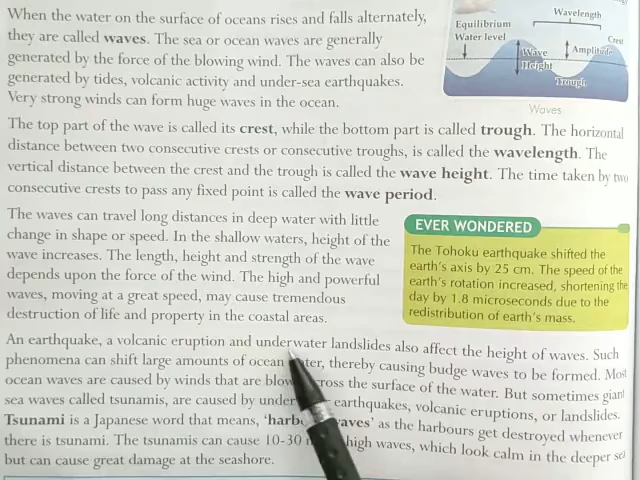 When the water on the surface of oceans rises and falls alternately,
they are called waves. The sea or ocean waves are generally
generated by the force of the blowing wind. The waves can also be
generated by tides, volcanic activity and under-sea earthquakes.
Very strong winds can form huge waves in the ocean.
Wavelength
Equilibrium
Water level
Crest
Amplitude
Wave
Height
Trough
Waves
The top part of the wave is called its crest, while the bottom part is called trough. The horizontal
distance between two consecutive crests or consecutive troughs, is called the wavelength. The
vertical distance between the crest and the trough is called the wave height. The time taken by two
consecutive crests to pass any fixed point is called the wave period.
The waves can travel long distances in deep water with little
change in shape or speed. In the shallow waters, height of the
wave increases. The length, height and strength of the wave
depends upon the force of the wind. The high and powerful
waves, moving at a great speed, may cause tremendous
destruction of life and property in the coastal areas.
EVER WONDERED
The Tohoku earthquake shifted the
earth's axis by 25 cm. The speed of the
earth's rotation increased, shortening the
day by 1.8 microseconds due to the
redistribution of earth's mass.
An earthquake, a volcanic eruption and underwater landslides also affect the height of waves. Such
phenomena can shift large amounts of ocean water, thereby causing budge waves to be formed. Most
ocean waves are caused by winds that are blow across the surface of the water. But sometimes giant
sea waves called tsunamis, are caused by under earthquakes, volcanic eruptions, or landslides.
Tsunami is a Japanese word that means, 'harbo waves' as the harbours get destroyed whenever
there is tsunami. The tsunamis can cause 10-30 high waves, which look calm in the deeper sea
but can cause great damage at the seashore.